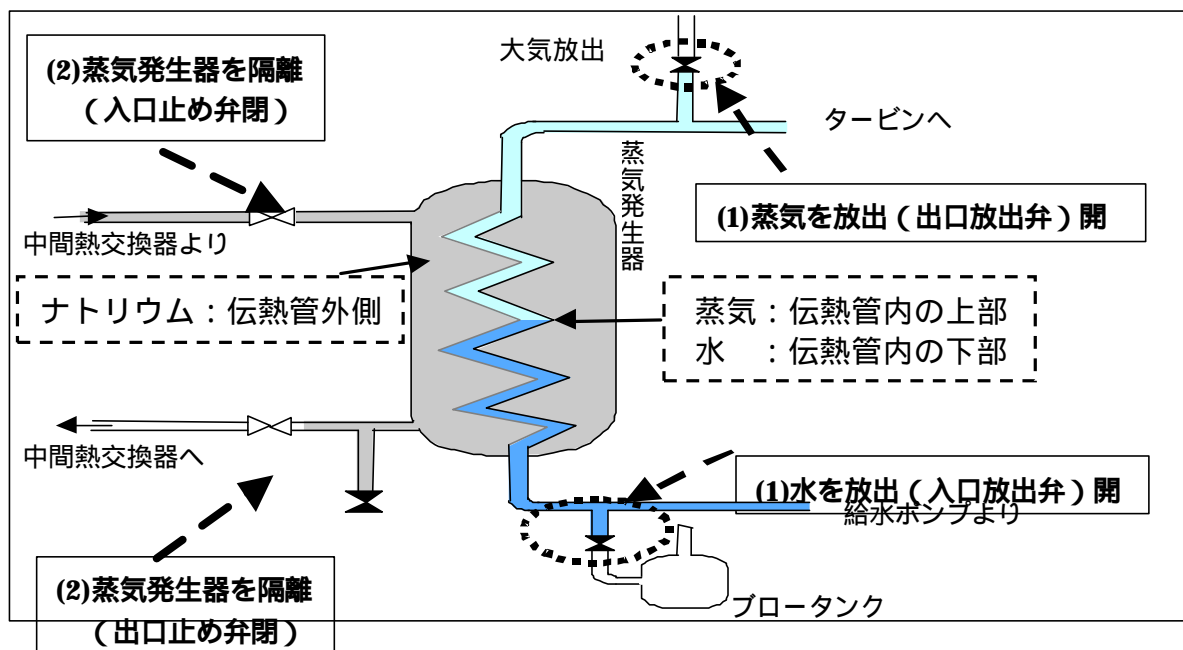 大気放出
(2)蒸気発生器を隔離
(入口止め弁閉)
タービンへ
蒸気発生器
(1)蒸気を放出(出口放出弁)開
中間熱交換器より
ナトリウム:伝熱管外側
蒸気:伝熱管内の上部
水 :伝熱管内の下部
中間熱交換器へ
(1)水を放出(入口放出弁)開
給水ポンプより
(2)蒸気発生器を隔離
(出口止め弁閉)
ブロータンク